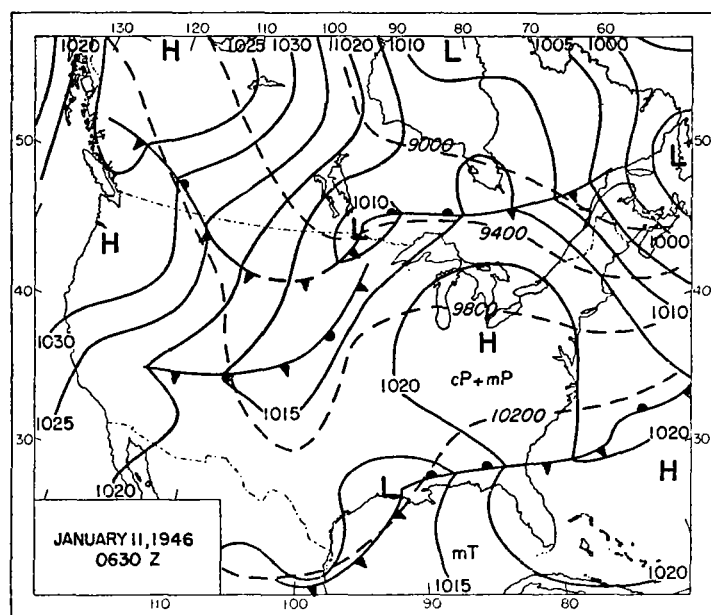 130 120 110 100 90 80 70 60
1020 H 1025 1030 1020 1010 L 1005 1000
50 9000 50
L
1010
L
H 9400 1000
40 40
9800 1010
1030 H
1020 cP+mP
1015
1025 10200
30 1020 30
H
1020 L
JANUARY 11, 1946
0630 Z
mT
1015 1020
110 100 90 80